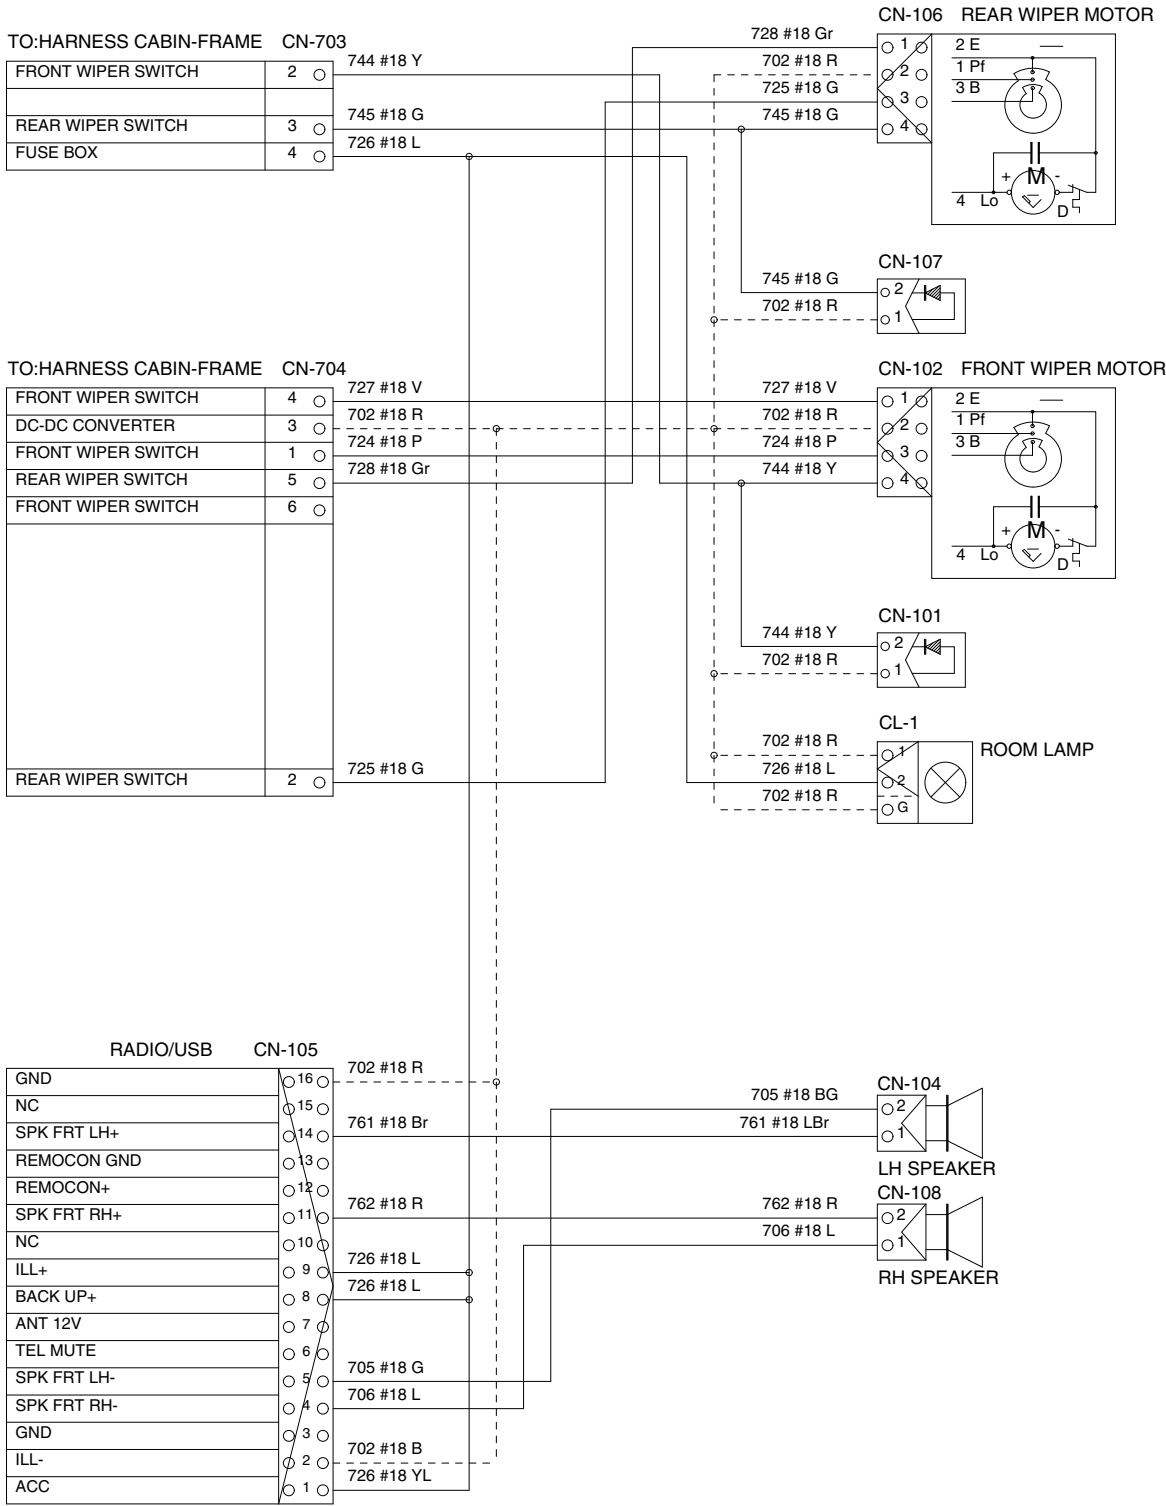 CN-106 REAR WIPER MOTOR
TO:HARNESS CABIN-FRAME CN-703
FRONT WIPER SWITCH 2 744 #18 Y
REAR WIPER SWITCH 3 745 #18 G
FUSE BOX 4 726 #18 L
728 #18 Gr 1
702 #18 R 2
725 #18 G 3
745 #18 G 4
2 E
1 Pf
3 B
+ M -
4 Lo D
CN-107
745 #18 G 2
702 #18 R 1
TO:HARNESS CABIN-FRAME CN-704
FRONT WIPER SWITCH 4 727 #18 V
DC-DC CONVERTER 3 702 #18 R
FRONT WIPER SWITCH 1 724 #18 P
REAR WIPER SWITCH 5 728 #18 Gr
FRONT WIPER SWITCH 6
REAR WIPER SWITCH 2 725 #18 G
CN-102 FRONT WIPER MOTOR
727 #18 V 1
702 #18 R 2
724 #18 P 3
744 #18 Y 4
2 E
1 Pf
3 B
+ M -
4 Lo D
CN-101
744 #18 Y 2
702 #18 R 1
CL-1
702 #18 R 1 ROOM LAMP
726 #18 L 2
702 #18 R G
RADIO/USB CN-105
GND 16 702 #18 R
NC 15
SPK FRT LH+ 14 761 #18 Br
REMOCON GND 13
REMOCON+ 12
SPK FRT RH+ 11 762 #18 R
NC 10
ILL+ 9 726 #18 L
BACK UP+ 8 726 #18 L
ANT 12V 7
TEL MUTE 6
SPK FRT LH- 5 705 #18 G
SPK FRT RH- 4 706 #18 L
GND 3
ILL- 2 702 #18 B
ACC 1 726 #18 YL
CN-104
705 #18 BG 2
761 #18 LBr 1
LH SPEAKER
CN-108
762 #18 R 2
706 #18 L 1
RH SPEAKER